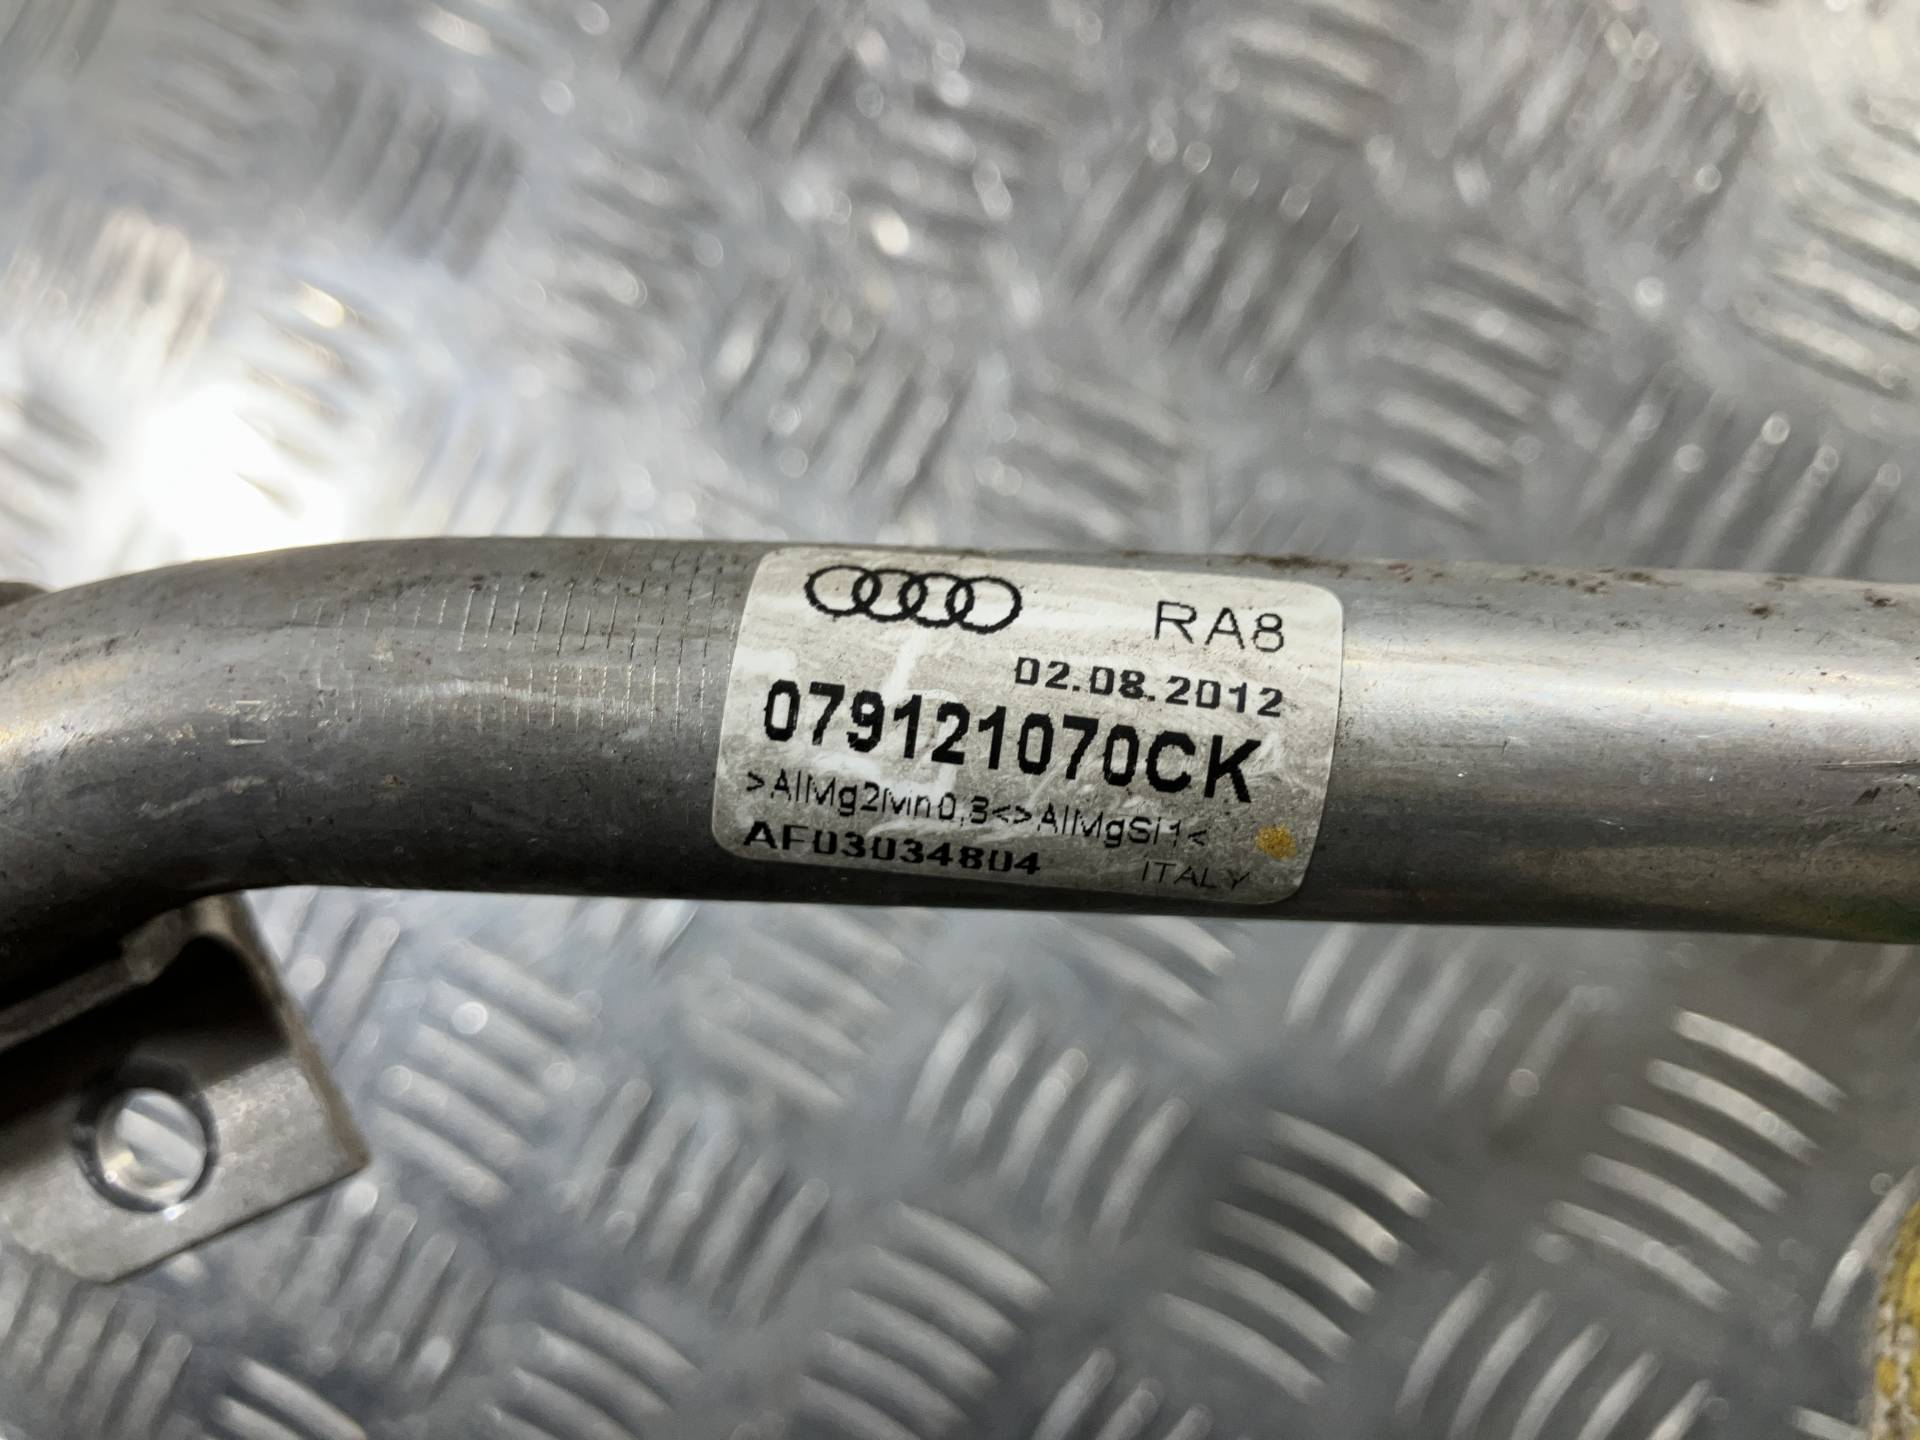 RA8
02.08.2012
079121070CK
>AlMg2Mn0,3<>AlMgSi1<
AF03034804
ITALY